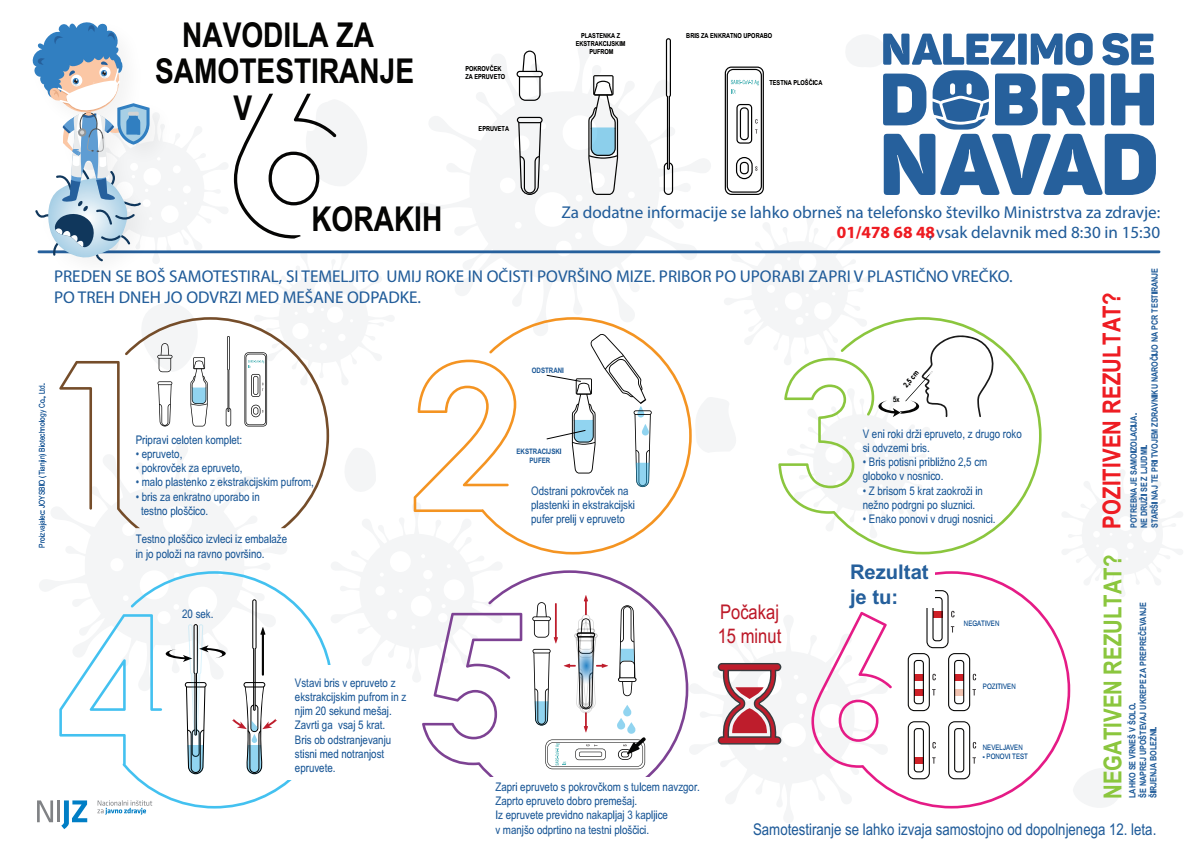 NAVODILA ZA
SAMOTESTIRANJE
V 6
KORAKIH
POKROVČEK
ZA EPRUVETO
EPRUVETA
PLASTENKA Z
EKSTRAKCIJSKIM
PUFROM
BRIS ZA ENKRATNO UPORABO
TESTNA PLOŠČICA
SARS-CoV-2 Ag
C
T
S
NALEZIMO SE
DOBRIH
NAVAD
Za dodatne informacije se lahko obrneš na telefonsko številko Ministrstva za zdravje:
01/478 68 48, vsak delavnik med 8:30 in 15:30
PREDEN SE BOŠ SAMOTESTIRAL, SI TEMELJITO UMIJ ROKE IN OČISTI POVRŠINO MIZE. PRIBOR PO UPORABI ZAPRI V PLASTIČNO VREČKO.
PO TREH DNEH JO ODVRZI MED MEŠANE ODPADKE.
Proizvajalec: JOYSBIO (Tianjin) Biotechnology Co., Ltd.
1
Pripravi celoten komplet:
• epruveto,
• pokrovček za epruveto,
• malo plastenko z ekstrakcijskim pufrom,
• bris za enkratno uporabo in
testno ploščico.
Testno ploščico izvleci iz embalaže
in jo položi na ravno površino.
2
ODSTRANI
EKSTRACIJSKI
PUFER
Odstrani pokrovček na
plastenki in ekstrakcijski
pufer prelij v epruveto
3
2,5 cm
5x
V eni roki drži epruveto, z drugo roko
si odvzemi bris.
• Bris potisni približno 2,5 cm
globoko v nosnico.
• Z brisom 5 krat zaokroži in
nežno podrgni po sluznici.
• Enako ponovi v drugi nosnici.
4
20 sek.
Vstavi bris v epruveto z
ekstrakcijskim pufrom in z
njim 20 sekund mešaj.
Zavrti ga vsaj 5 krat.
Bris ob odstranjevanju
stisni med notranjost
epruvete.
5
Zapri epruveto s pokrovčkom s tulcem navzgor.
Zaprto epruveto dobro premešaj.
Iz epruvete previdno nakapljaj 3 kapljice
v manjšo odprtino na testni ploščici.
Počakaj
15 minut
6
Rezultat
je tu:
C
T
NEGATIVEN
C
T
C
T
POZITIVEN
C
T
C
T
NEVELJAVEN
- PONOVI TEST
POZITIVEN REZULTAT?
POTREBNA JE SAMOIZOLACIJA.
NE DRUŽI SE Z LJUDMI.
STARŠI NAJ TE PRI TVOJEM ZDRAVNIKU NAROČIJO NA PCR TESTIRANJE
NEGATIVEN REZULTAT?
LAHKO SE VRNEŠ V ŠOLO.
ŠE NAPREJ UPOŠTEVAJ UKREPE ZA PREPREČEVANJE
ŠIRJENJA BOLEZNI.
NIJZ
Nacionalni inštitut
za javno zdravje
Samotestiranje se lahko izvaja samostojno od dopolnjenega 12. leta.